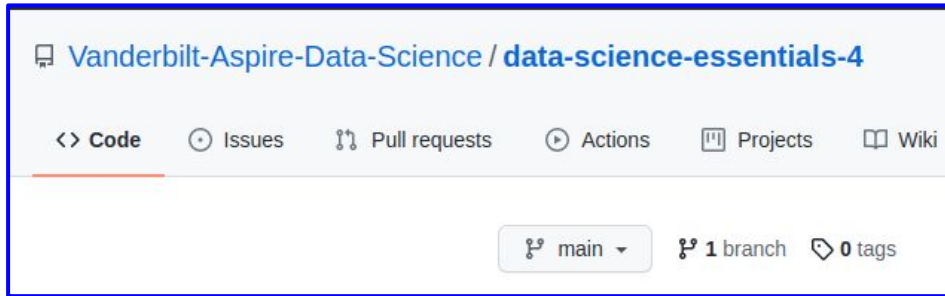 Vanderbilt-Aspire-Data-Science / data-science-essentials-4
Code Issues Pull requests Actions Projects Wiki
main 1 branch 0 tags